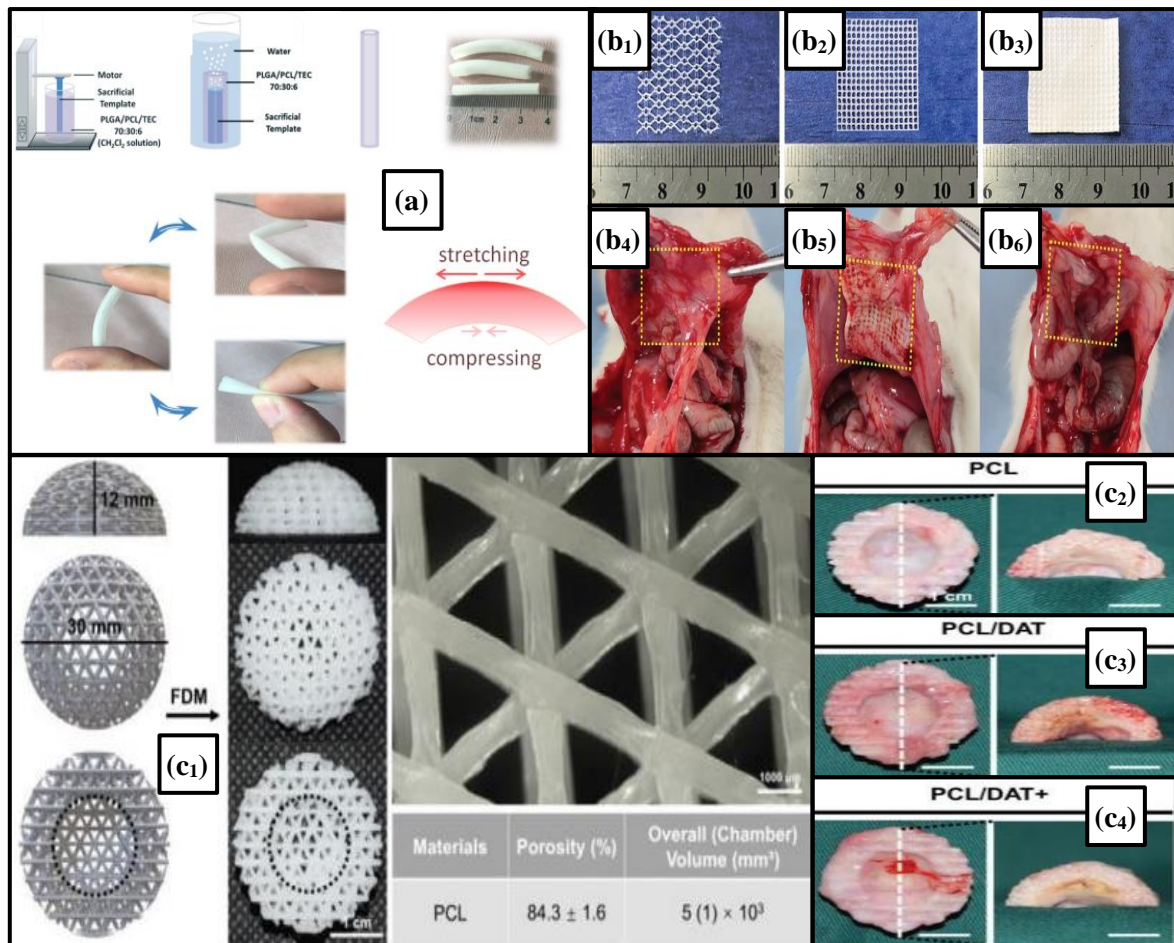 Motor
Sacrificial
Template
PLGA/PCL/TEC
70:30:6
(CH₂Cl₂ solution)
Water
PLGA/PCL/TEC
70:30:6
Sacrificial
Template
0 1cm 2 3 4
(a)
stretching
compressing
(b₁)
6 7 8 9 10 1
(b₂)
6 7 8 9 10 1
(b₃)
6 7 8 9 10 1
(b₄)
(b₅)
(b₆)
12 mm
30 mm
FDM
(c₁)
1 cm
1000 µm
Materials Porosity (%) Overall (Chamber)
Volume (mm³)
PCL 84.3 ± 1.6 5 (1) × 10³
PCL
(c₂)
1 cm
PCL/DAT
(c₃)
PCL/DAT+
(c₄)